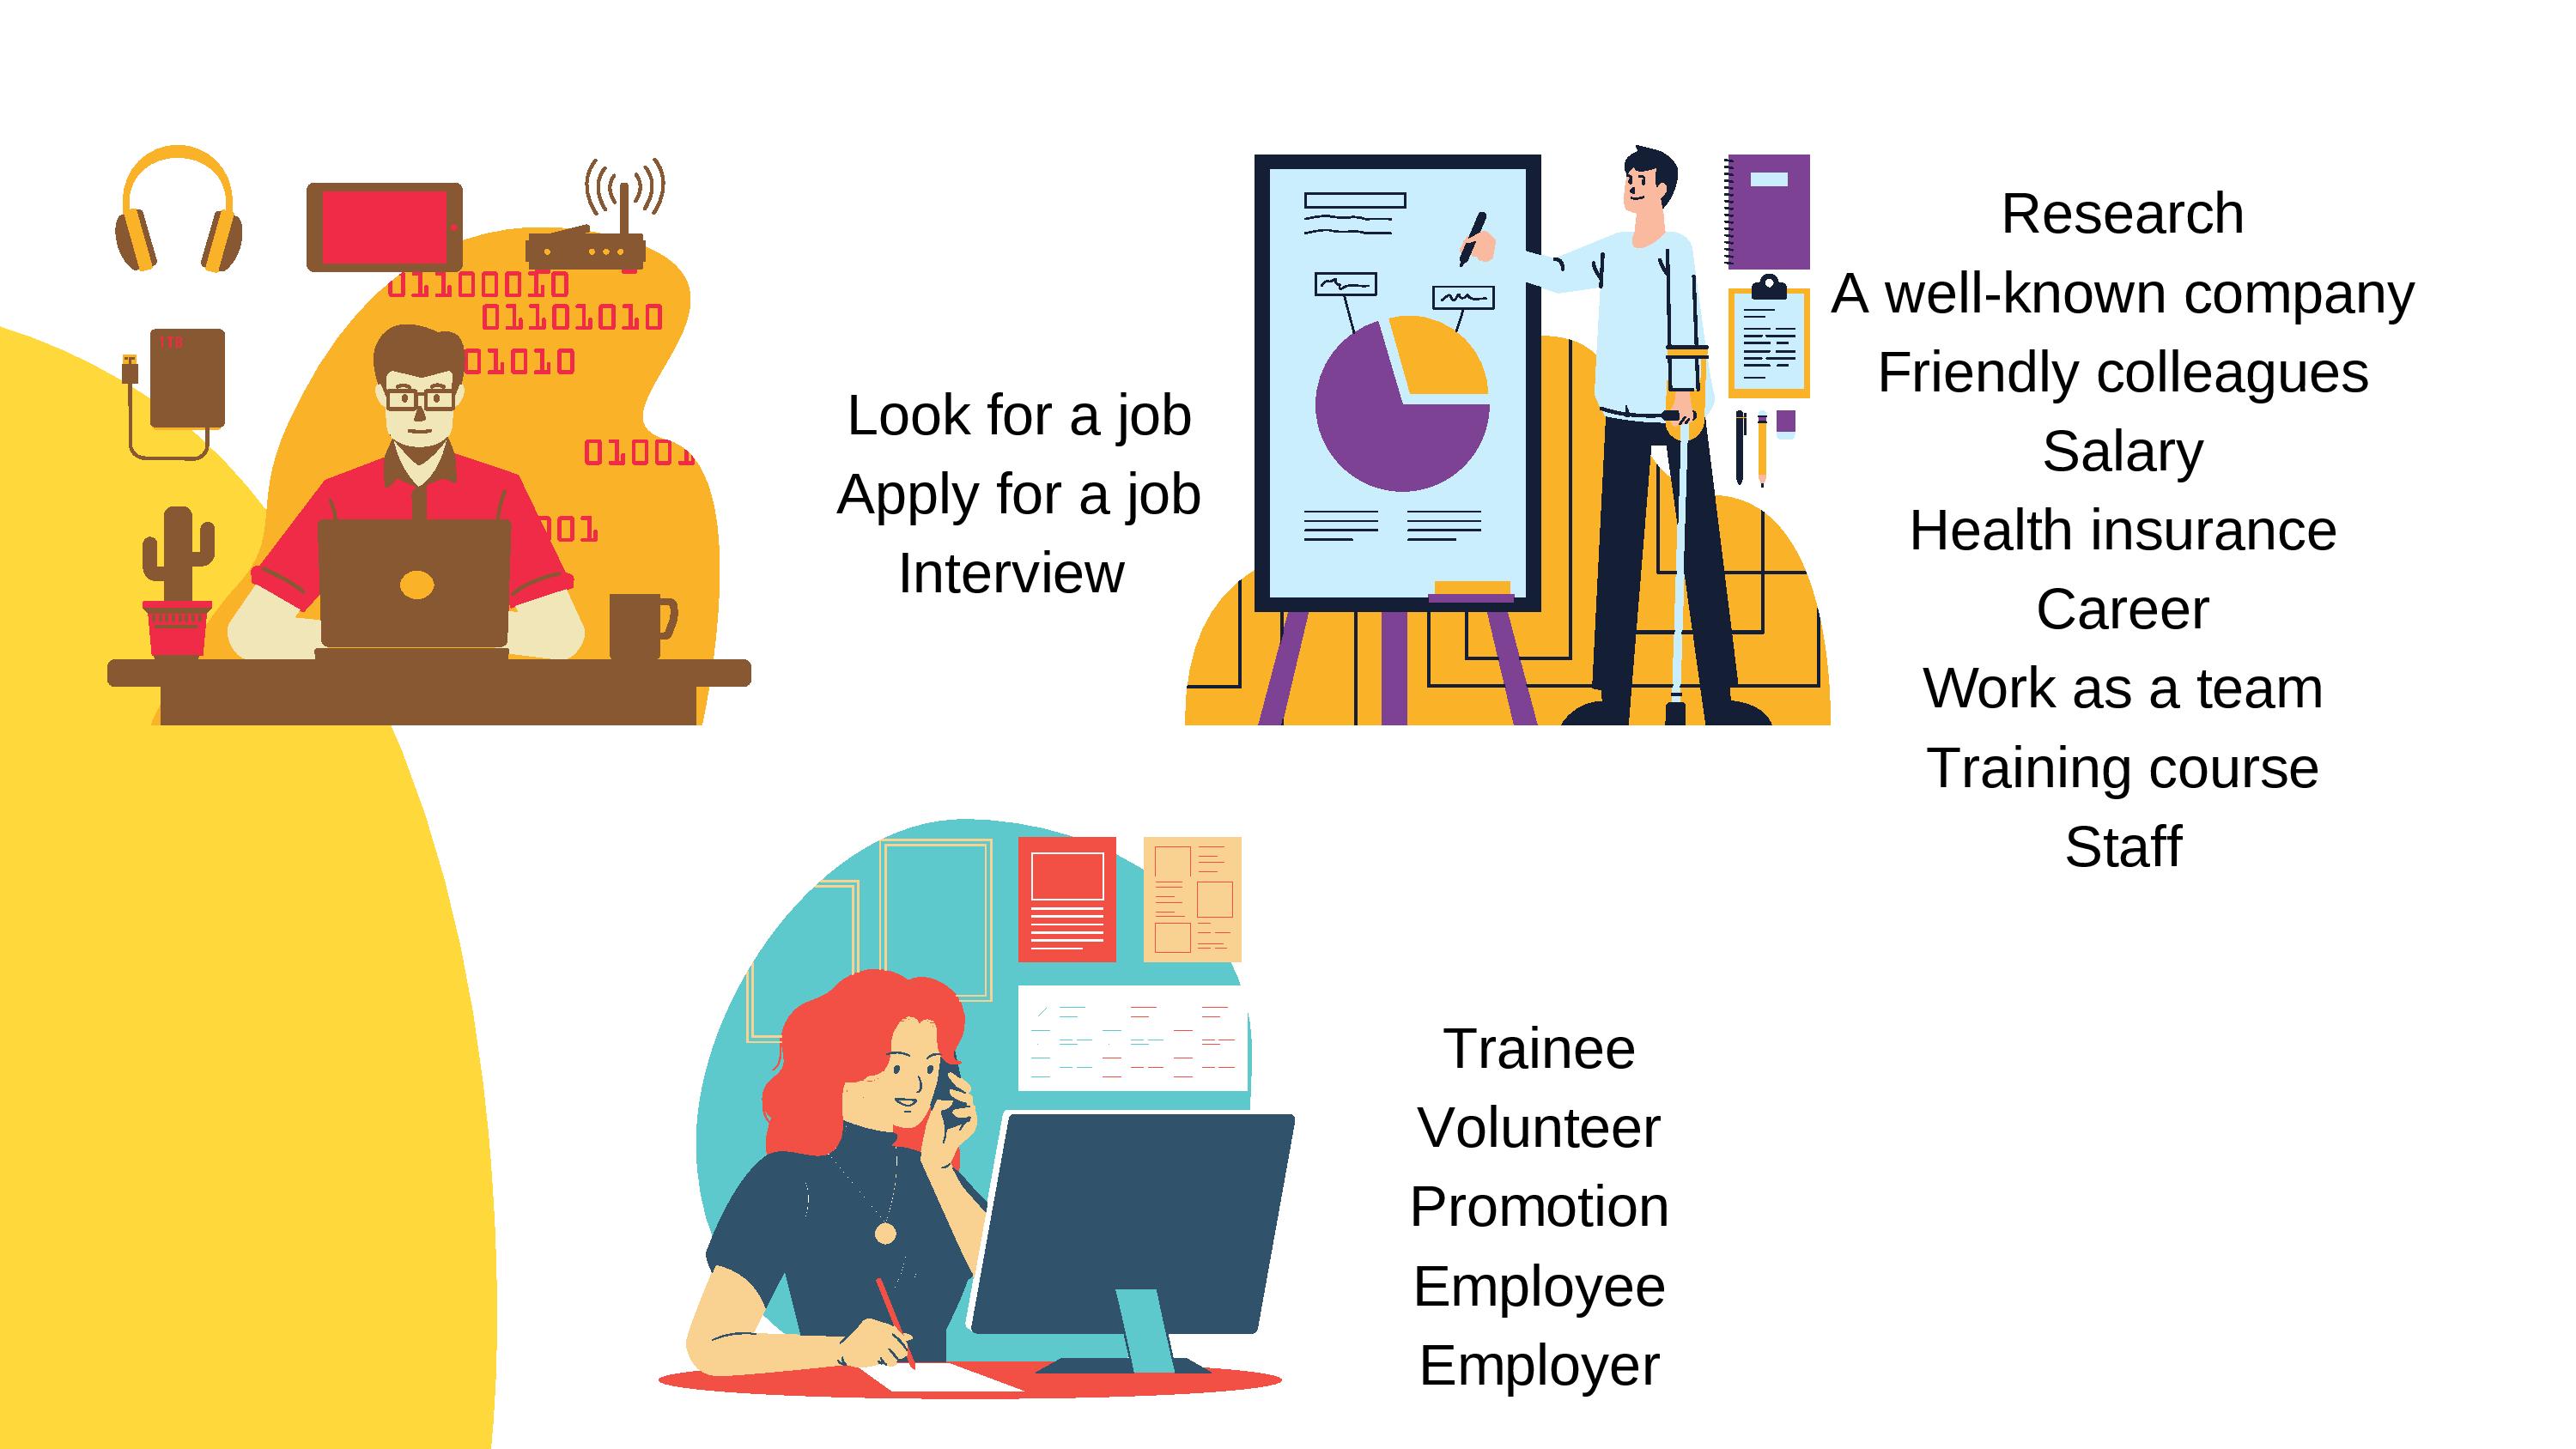 01100010
01101010
01010
01001
001
1TB
Look for a job
Apply for a job
Interview
Research
A well-known company
Friendly colleagues
Salary
Health insurance
Career
Work as a team
Training course
Staff
Trainee
Volunteer
Promotion
Employee
Employer